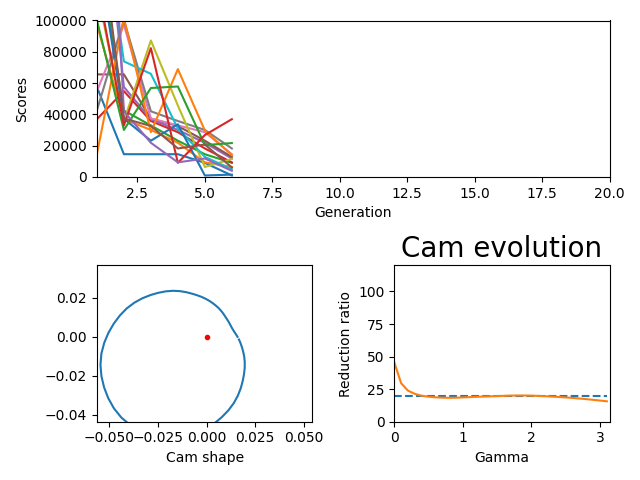 100000
80000
60000
40000
20000
0
Scores
2.5 5.0 7.5 10.0 12.5 15.0 17.5 20.0
Generation
Cam evolution
0.02
0.00
−0.02
−0.04
−0.050 −0.025 0.000 0.025 0.050
Cam shape
100
75
50
25
0
Reduction ratio
0 1 2 3
Gamma